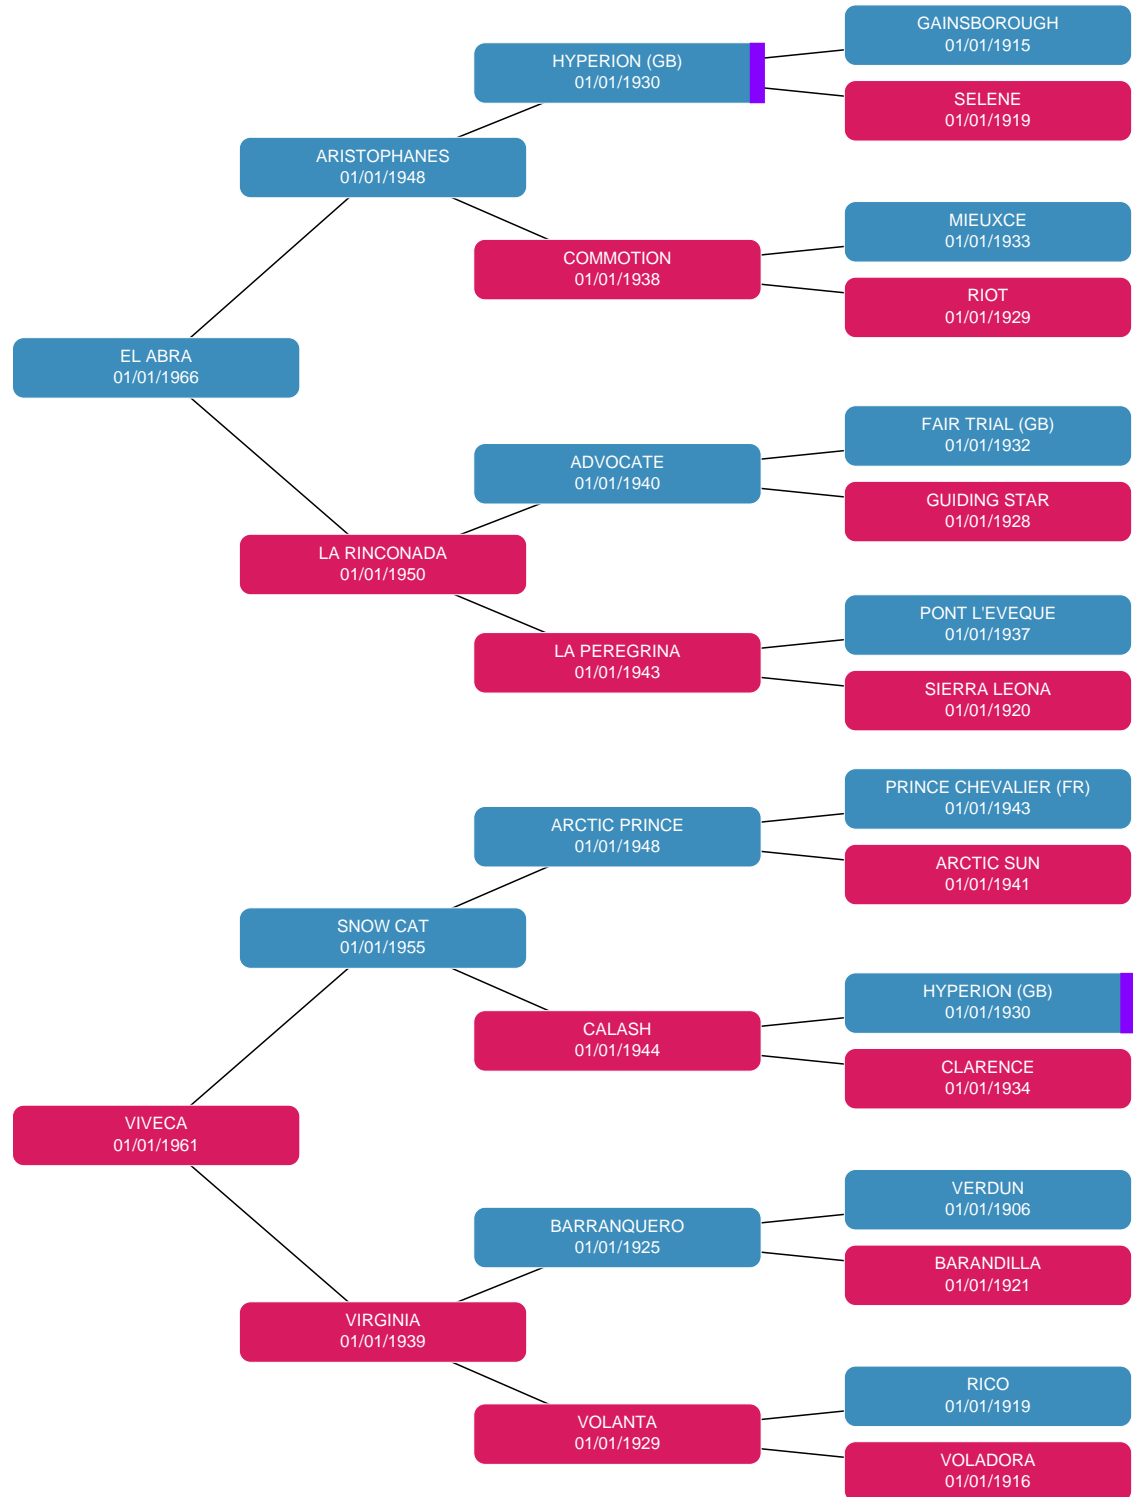 GAINSBOROUGH
01/01/1915
HYPERION (GB)
01/01/1930
SELENE
01/01/1919
ARISTOPHANES
01/01/1948
MIEUXCE
01/01/1933
COMMOTION
01/01/1938
RIOT
01/01/1929
EL ABRA
01/01/1966
FAIR TRIAL (GB)
01/01/1932
ADVOCATE
01/01/1940
GUIDING STAR
01/01/1928
LA RINCONADA
01/01/1950
PONT L'EVEQUE
01/01/1937
LA PEREGRINA
01/01/1943
SIERRA LEONA
01/01/1920
PRINCE CHEVALIER (FR)
01/01/1943
ARCTIC PRINCE
01/01/1948
ARCTIC SUN
01/01/1941
SNOW CAT
01/01/1955
HYPERION (GB)
01/01/1930
CALASH
01/01/1944
CLARENCE
01/01/1934
VIVECA
01/01/1961
VERDUN
01/01/1906
BARRANQUERO
01/01/1925
BARANDILLA
01/01/1921
VIRGINIA
01/01/1939
RICO
01/01/1919
VOLANTA
01/01/1929
VOLADORA
01/01/1916